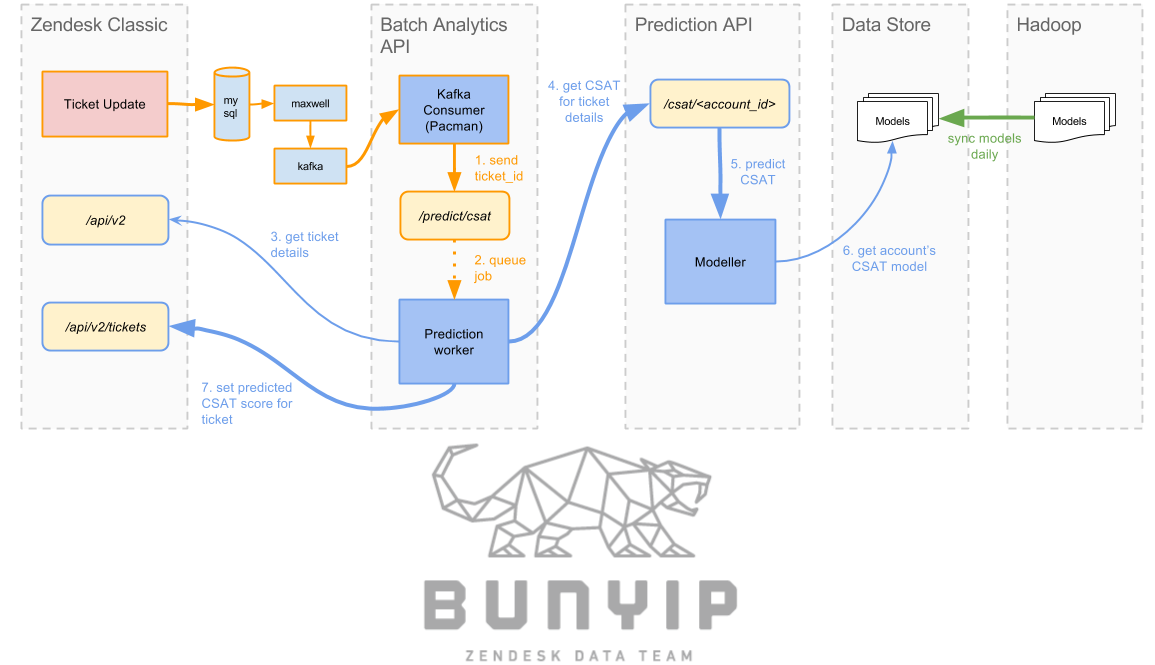 Zendesk Classic
Batch Analytics
API
Prediction API
Data Store
Hadoop
Ticket Update
my
sql
maxwell
kafka
Kafka
Consumer
(Pacman)
4. get CSAT
for ticket
details
/csat/<account_id>
Models
Models
sync models
daily
1. send
ticket_id
5. predict
CSAT
/api/v2
/predict/csat
3. get ticket
details
2. queue
job
Modeller
6. get account's
CSAT model
/api/v2/tickets
Prediction
worker
7. set predicted
CSAT score for
ticket
BUNYIP
ZENDESK DATA TEAM